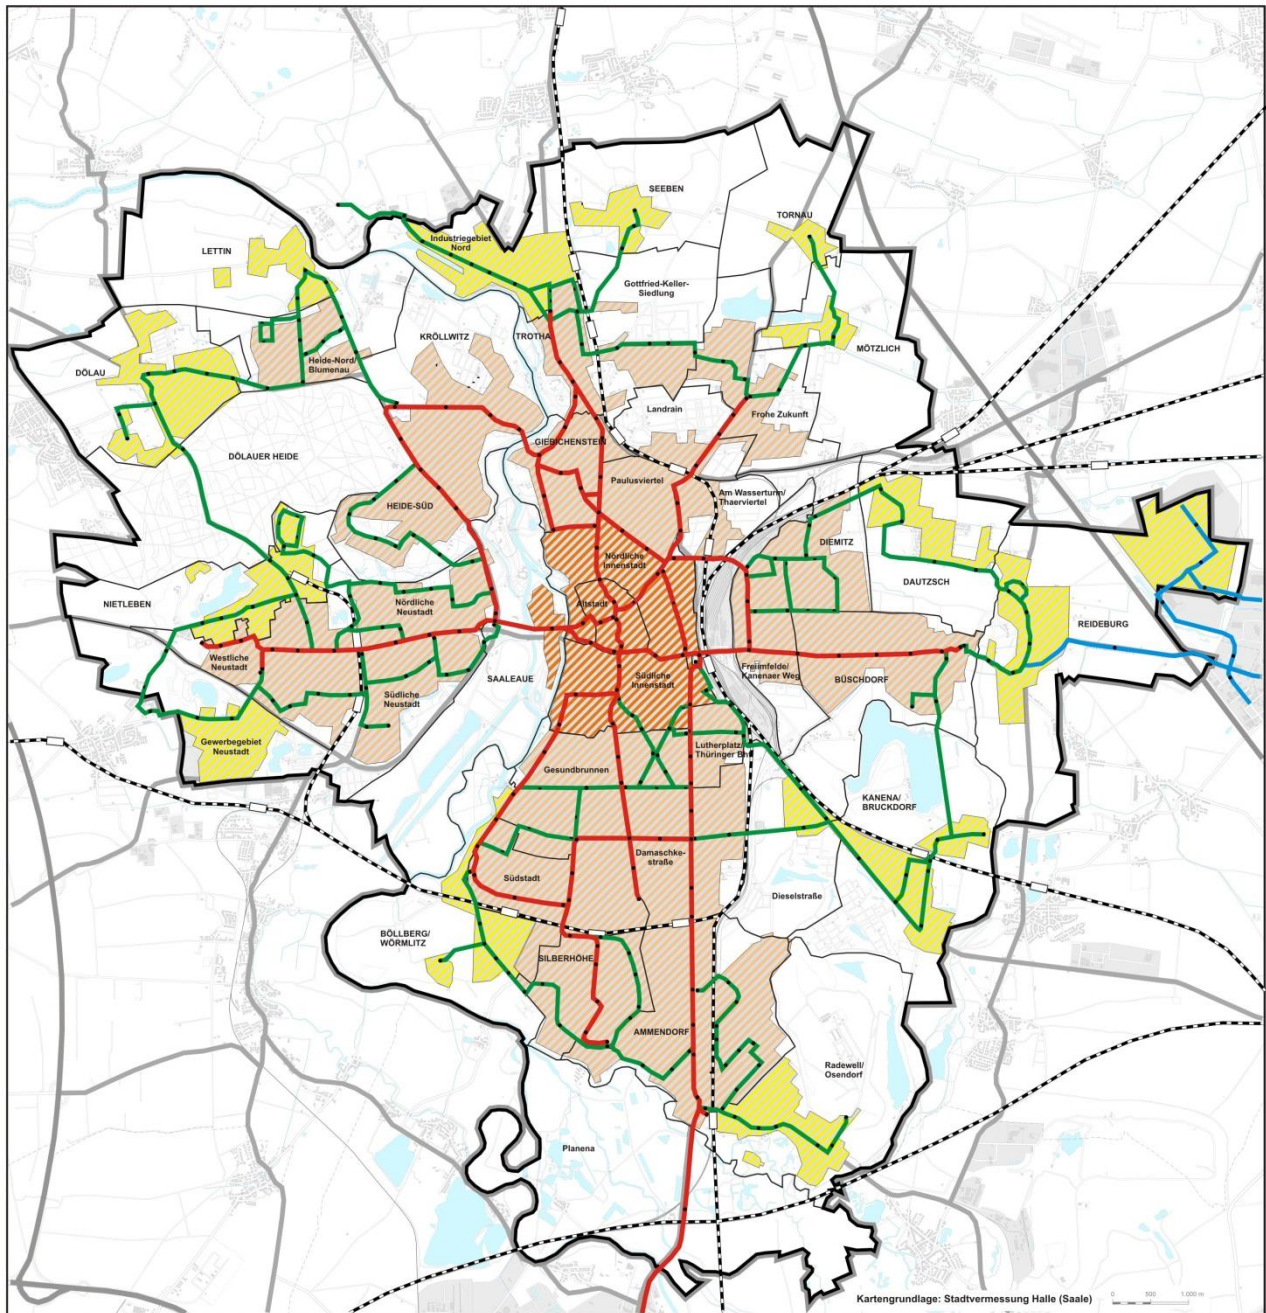 SEEBEN
TORNAU
LETTIN
Industriegebiet
Nord
Gottfried-Keller-
Siedlung
KRÖLLWITZ
TROTHA
MÖTZLICH
Heide-Nord/
Blumenau
DÖLAU
Landrain
Frohe Zukunft
GIEBICHENSTEIN
DÖLAUER HEIDE
Paulusviertel
Am Wasserturm/
Thaerviertel
HEIDE-SÜD
DIEMITZ
Nördliche
Innenstadt
DAUTZSCH
NIETLEBEN
Nördliche
Neustadt
Altstadt
REIDEBURG
Westliche
Neustadt
SAALEAUE
Südliche
Innenstadt
Freiimfelde/
Kanenaer Weg
BÜSCHDORF
Südliche
Neustadt
Gewerbegebiet
Neustadt
Lutherplatz/
Thüringer Bhf
Gesundbrunnen
KANENA/
BRUCKDORF
Damaschke-
straße
Südstadt
Dieselstraße
BÖLLBERG/
WÖRMLITZ
SILBERHÖHE
AMMENDORF
Radewell/
Osendorf
Planena
Kartengrundlage: Stadtvermessung Halle (Saale)
0 500 1.000 m